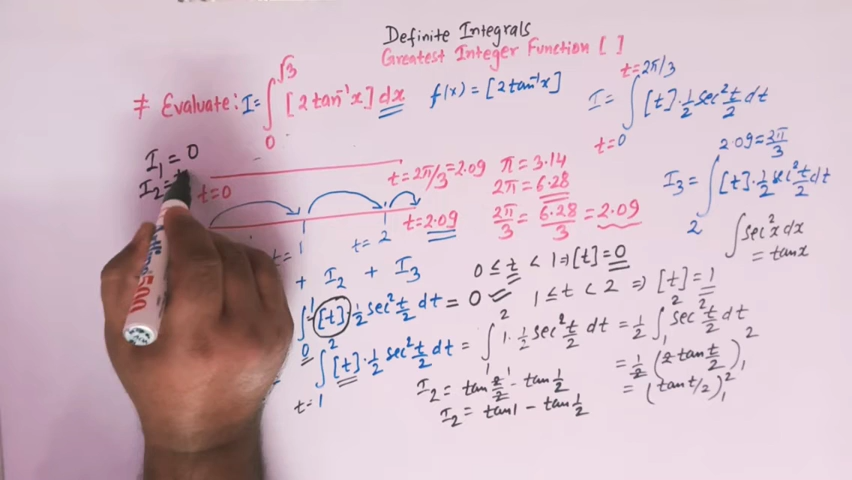 Definite Integrals
Greatest Integer Function [ ]
≠ Evaluate: I = ∫₀^√3 [2 tan⁻¹x] dx f(x) = [2 tan⁻¹x]
t = 2π/3
I = ∫ [t]·½ sec² t/2 dt
t = 0
I₁ = 0
I₂ = t
t = 0
t = 2π/3 = 2.09
t = 1
t = 2
t = 2.09
π = 3.14
2π = 6.28
2π/3 = 6.28/3 = 2.09
2.09 = 2π/3
I₃ = ∫ [t]·½ sec² t/2 dt
2
∫ sec²x dx
= tan x
+ I₂ + I₃
0 ≤ t < 1 ⇒ [t] = 0
∫₀¹ [t]·½ sec² t/2 dt = 0 ✓
1 ≤ t < 2 ⇒ [t] = 1
= ∫_{t=1}^2 [t]·½ sec² t/2 dt = ∫₁² 1·½ sec² t/2 dt = ½ ∫₁² sec² t/2 dt
= ½ (2 tan t/2)₁²
= (tan t/2)₁²
I₂ = tan 2/2 - tan ½
I₂ = tan 1 - tan ½